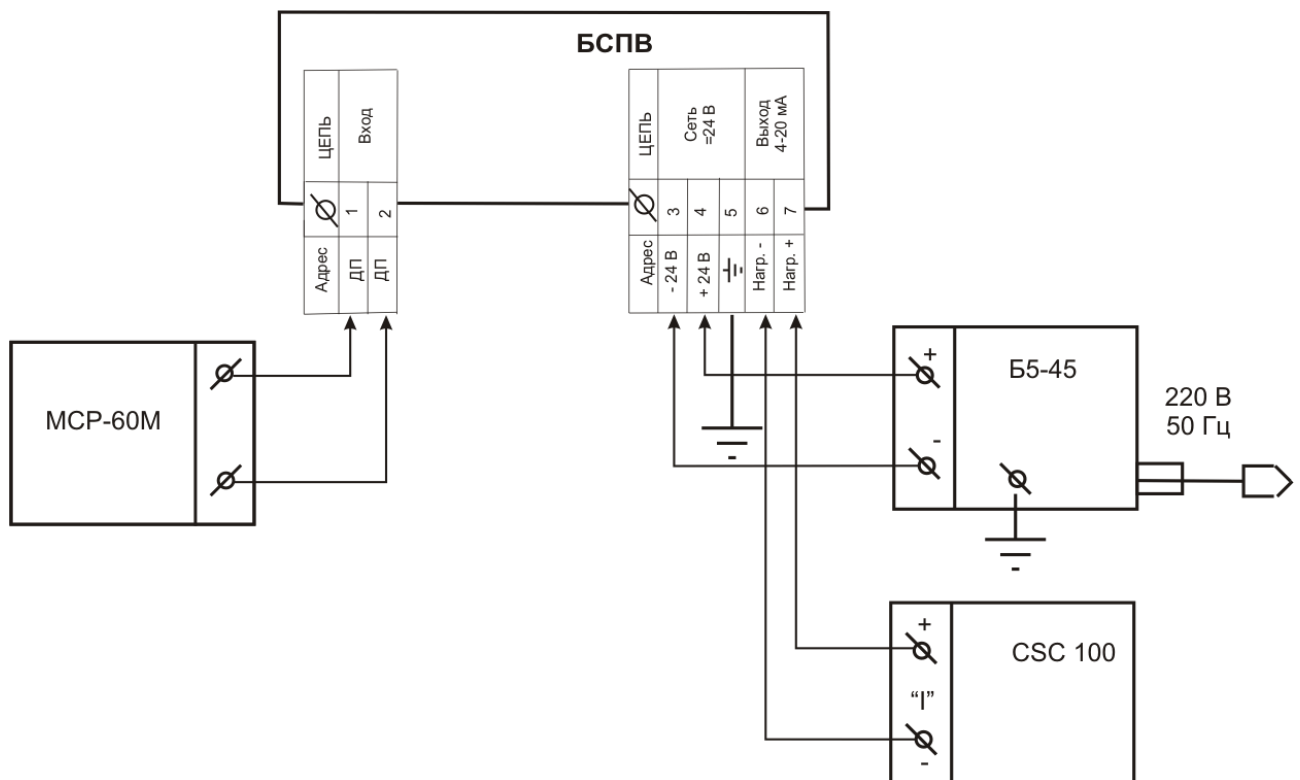 БСПВ
ЦЕПЬ
Вход
1
2
Адрес
ДП
ДП
ЦЕПЬ
Сеть
=24 В
Выход
4-20 мА
3
4
5
6
7
Адрес
- 24 В
+ 24 В
Нагр. -
Нагр. +
МСР-60М
+
-
Б5-45
220 В
50 Гц
+
"I"
-
CSC 100